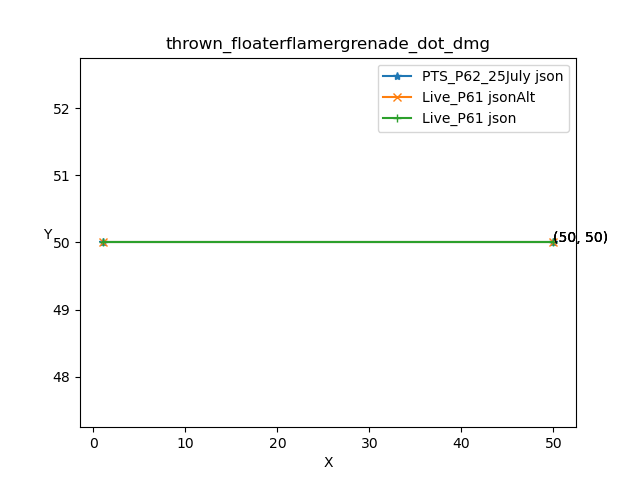 thrown_floaterflamergrenade_dot_dmg
PTS_P62_25July json
Live_P61 jsonAlt
Live_P61 json
52
51
Y
50
(50, 50)
49
48
0
10
20
30
40
50
X